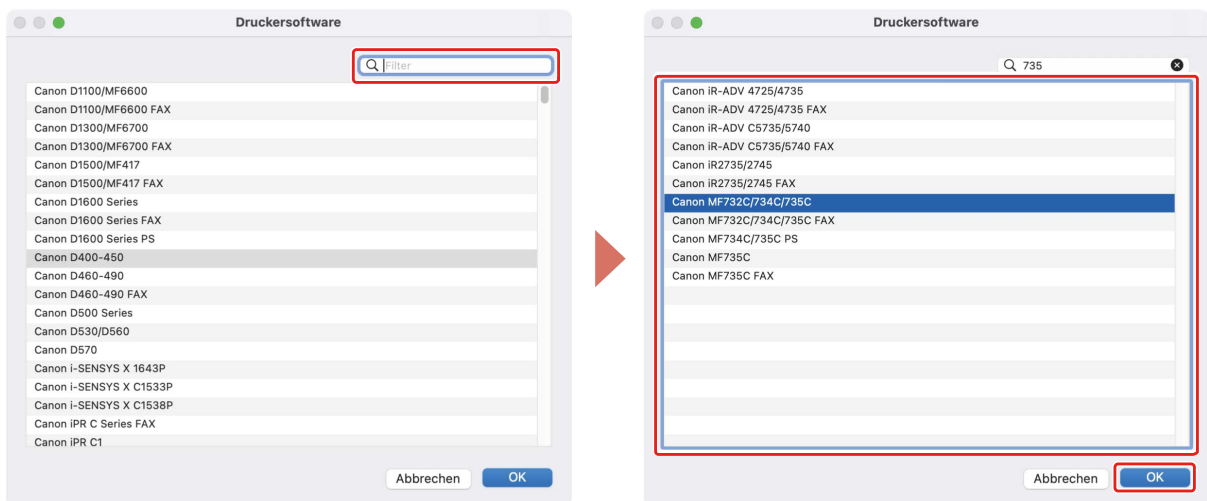 Druckersoftware
Filter
Canon D1100/MF6600
Canon D1100/MF6600 FAX
Canon D1300/MF6700
Canon D1300/MF6700 FAX
Canon D1500/MF417
Canon D1500/MF417 FAX
Canon D1600 Series
Canon D1600 Series FAX
Canon D1600 Series PS
Canon D400-450
Canon D460-490
Canon D460-490 FAX
Canon D500 Series
Canon D530/D560
Canon D570
Canon i-SENSYS X 1643P
Canon i-SENSYS X C1533P
Canon i-SENSYS X C1538P
Canon iPR C Series FAX
Canon iPR C1
Abbrechen OK
Druckersoftware
735
Canon iR-ADV 4725/4735
Canon iR-ADV 4725/4735 FAX
Canon iR-ADV C5735/5740
Canon iR-ADV C5735/5740 FAX
Canon iR2735/2745
Canon iR2735/2745 FAX
Canon MF732C/734C/735C
Canon MF732C/734C/735C FAX
Canon MF734C/735C PS
Canon MF735C
Canon MF735C FAX
Abbrechen OK